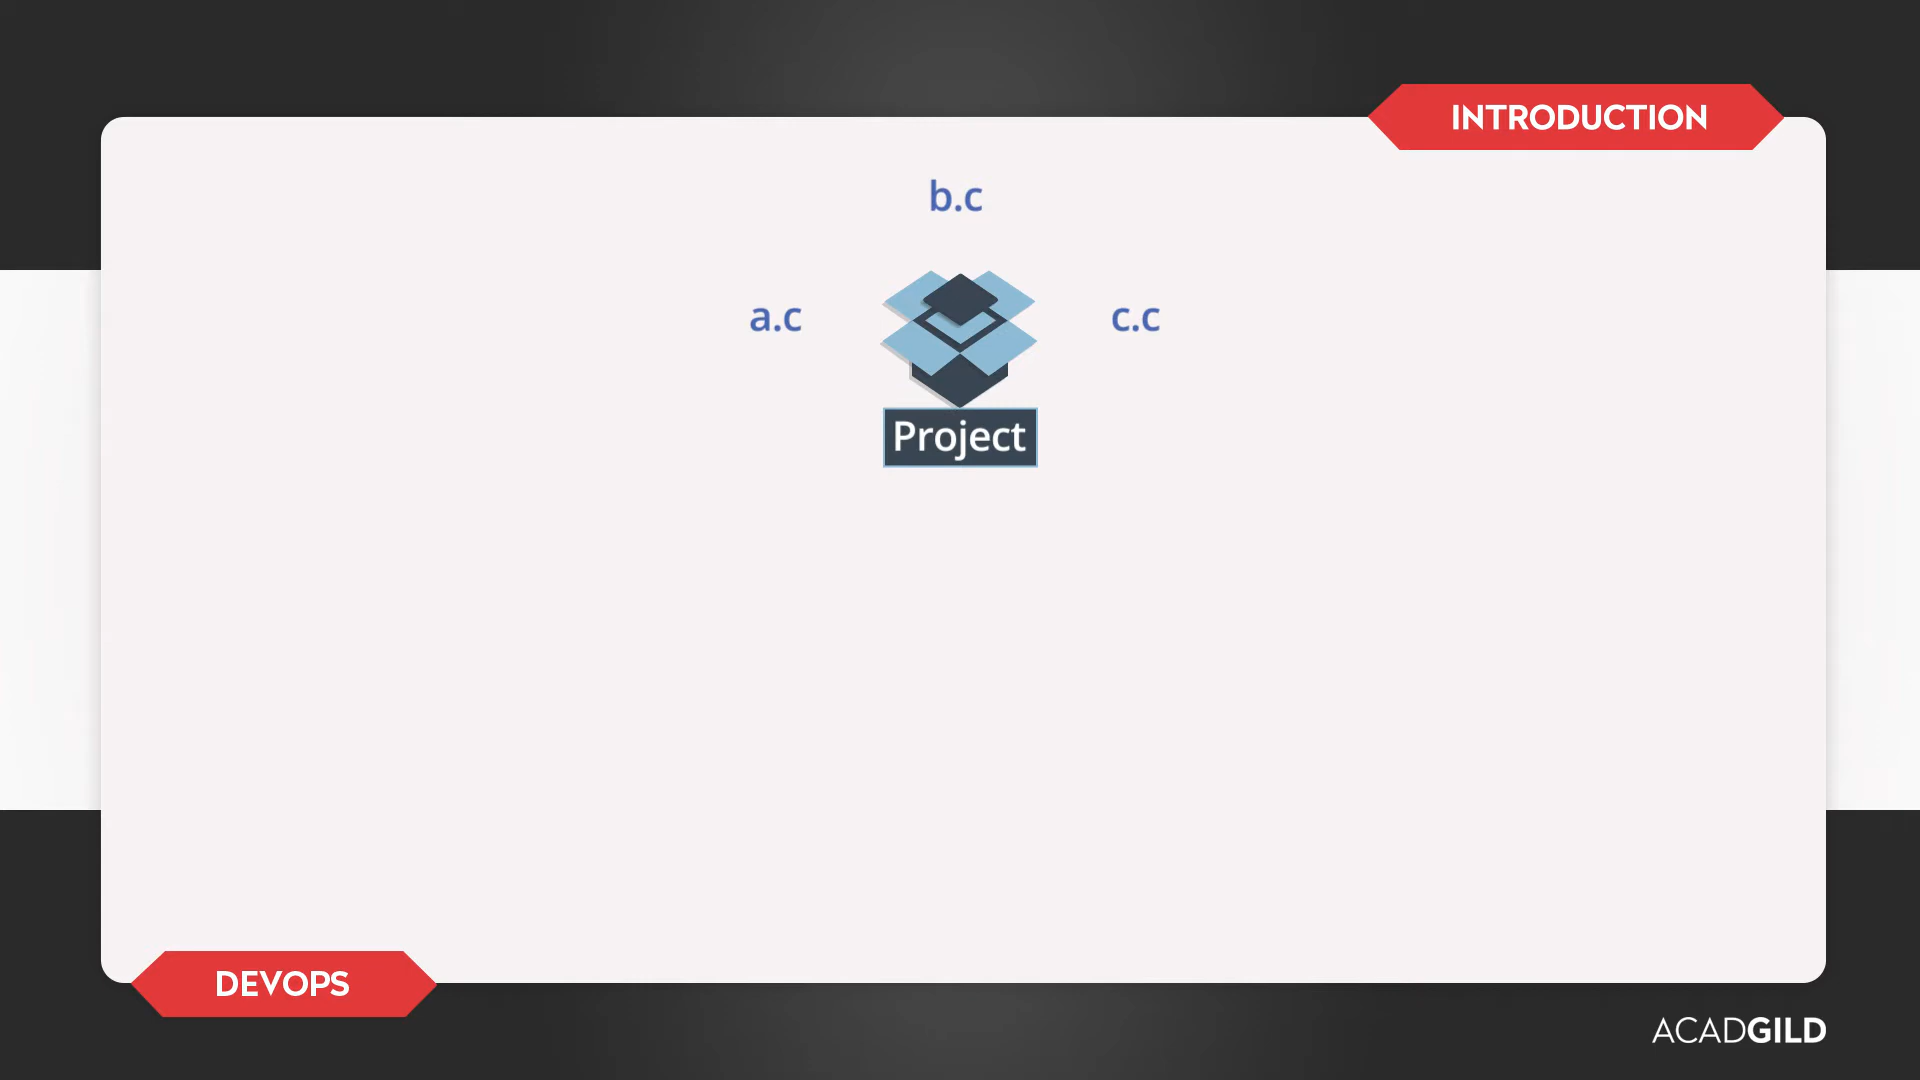 INTRODUCTION
b.c
a.c
c.c
Project
DEVOPS
ACADGILD